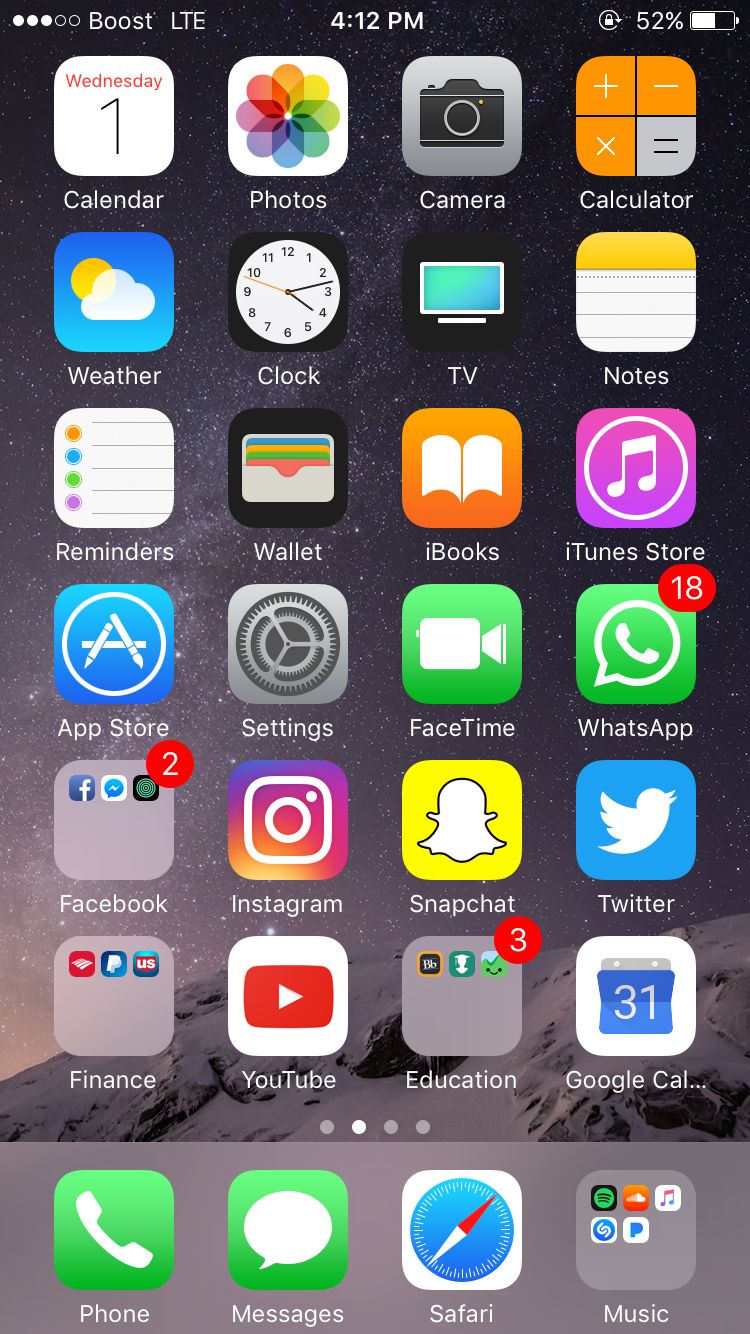 Boost LTE 4:12 PM 52%
Wednesday
1
Calendar Photos Camera Calculator
12
11 1
10 2
9 3
8 4
7 5
6
Weather Clock TV Notes
Reminders Wallet iBooks iTunes Store
18
App Store Settings FaceTime WhatsApp
2
Facebook Instagram Snapchat Twitter
3
us Bb 31
Finance YouTube Education Google Cal...
Phone Messages Safari Music